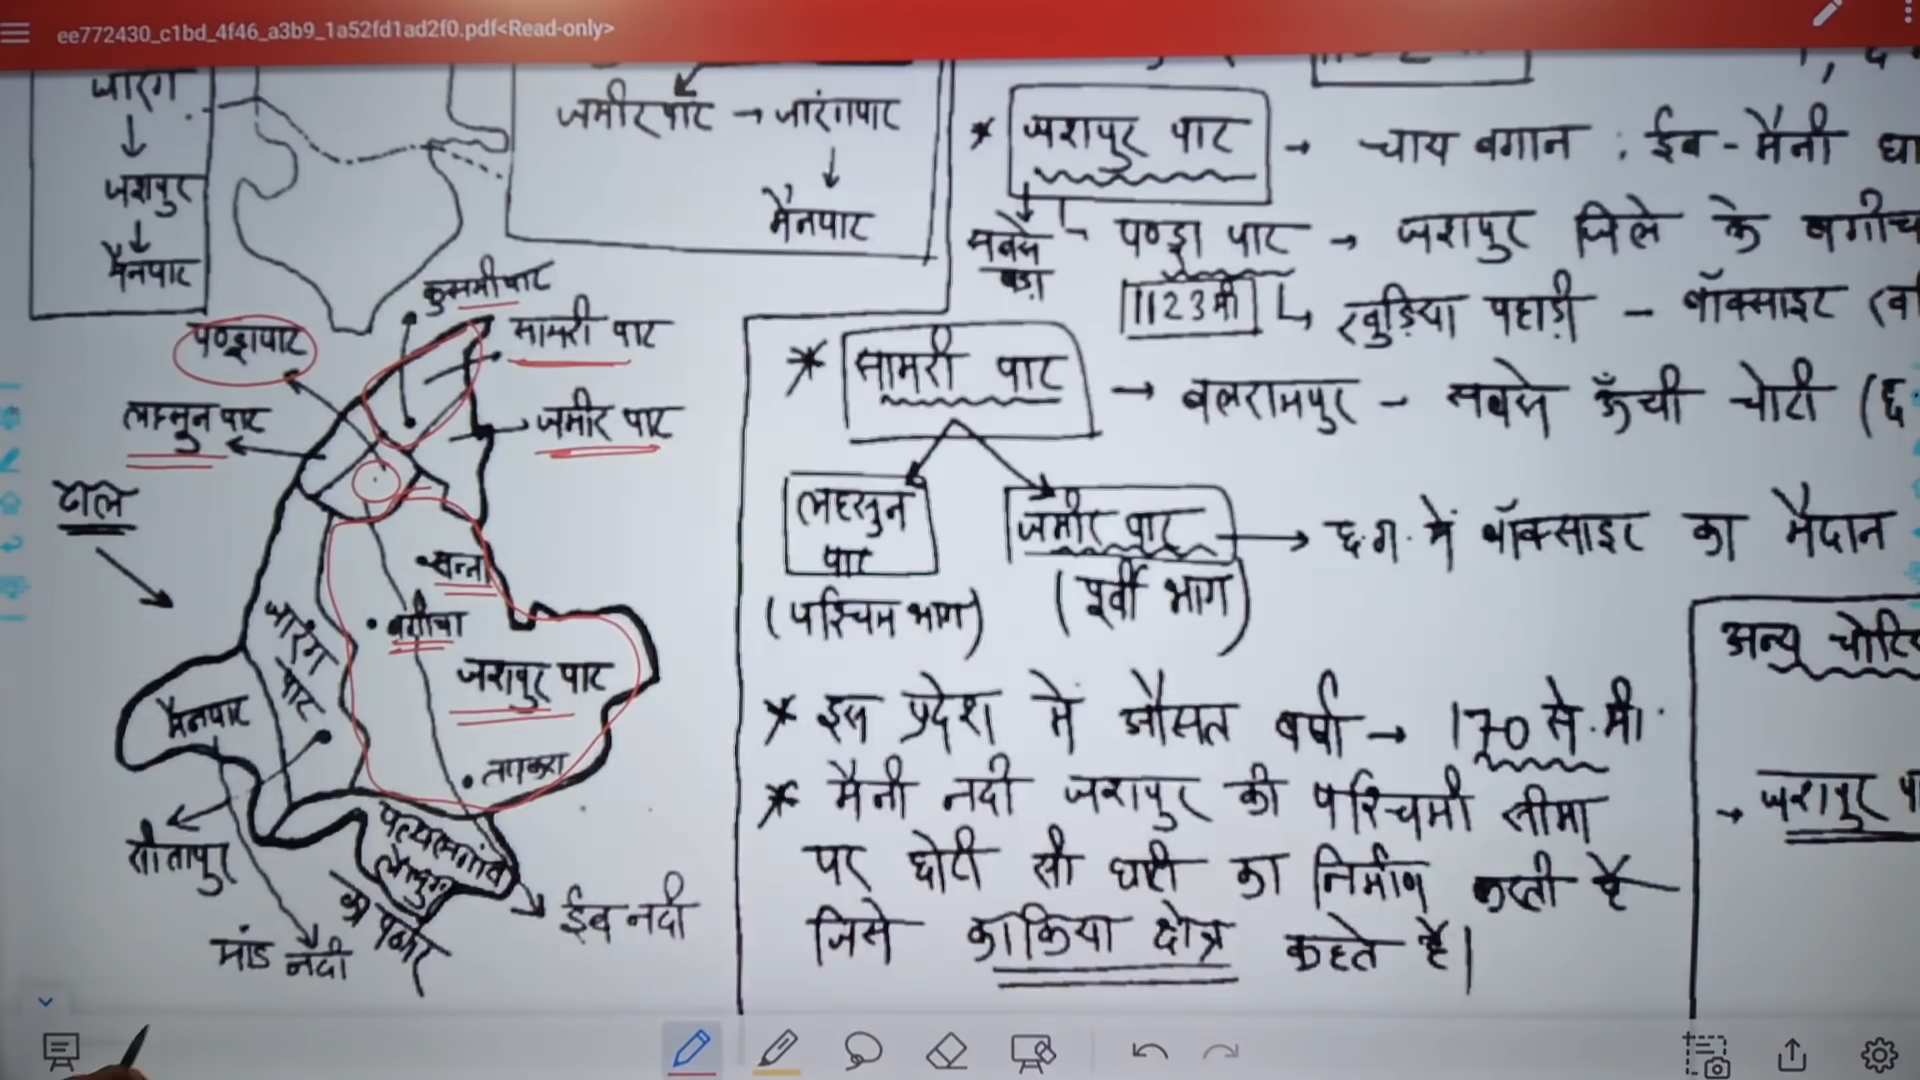 ee772430_c1bd_4f46_a3b9_1a52fd1ad2f0.pdf<Read-only>
जारंग
↓
जशपुर
↓
मैनपाट
जमीरपाट → जारंगपाट
↓
मैनपाट
* जशपुर पाट → चाय बगान : ईब - मैनी
सबसे बड़ा
पण्ड्रा पाट → जशपुर जिले के
1123 मी
खुड़िया पहाड़ी - बॉक्साइट
* सामरी पाट → बलरामपुर - सबसे ऊँची चोटी (छ.
लहसुन पाट
(पश्चिम भाग)
जमीर पाट → छ.ग. में बॉक्साइट का मैदान
(पूर्वी भाग)
* इस प्रदेश में औसत वर्षा → 170 से.मी.
* मैनी नदी जशपुर की पश्चिमी सीमा
पर छोटी सी घाटी का निर्माण करती है
जिसे काकिया क्षेत्र कहते है।
अन्य
→ जशपुर
कुसमीपाट
पण्ड्रापाट
सामरी पाट
लहसुन पाट
जमीर पाट
ढाल
सन्ना
बगीचा
जारंग पाट
जशपुर पाट
मैनपाट
तपकरा
सीतापुर
पत्थलगांव
मांड नदी
ईब नदी